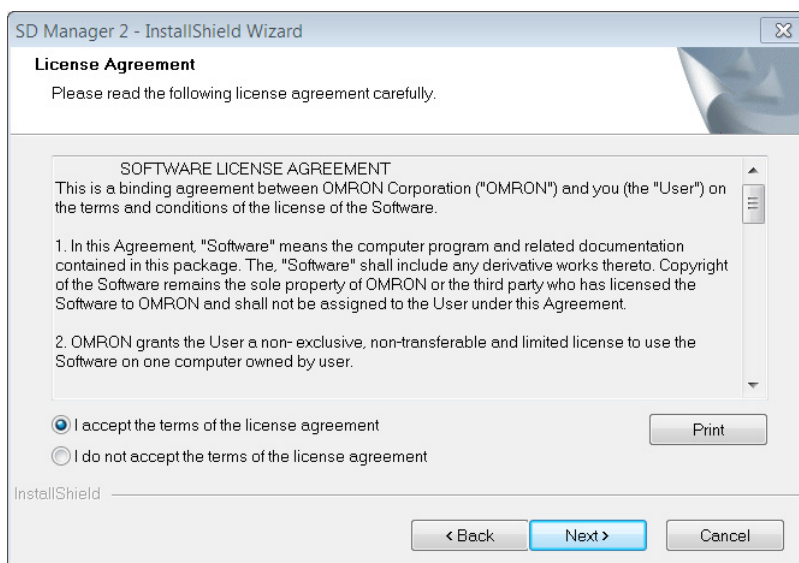 SD Manager 2 - InstallShield Wizard
License Agreement
Please read the following license agreement carefully.
SOFTWARE LICENSE AGREEMENT
This is a binding agreement between OMRON Corporation ("OMRON") and you (the "User") on
the terms and conditions of the license of the Software.
1. In this Agreement, "Software" means the computer program and related documentation
contained in this package. The, "Software" shall include any derivative works thereto. Copyright
of the Software remains the sole property of OMRON or the third party who has licensed the
Software to OMRON and shall not be assigned to the User under this Agreement.
2. OMRON grants the User a non- exclusive, non-transferable and limited license to use the
Software on one computer owned by user.
I accept the terms of the license agreement
Print
I do not accept the terms of the license agreement
InstallShield
< Back
Next >
Cancel